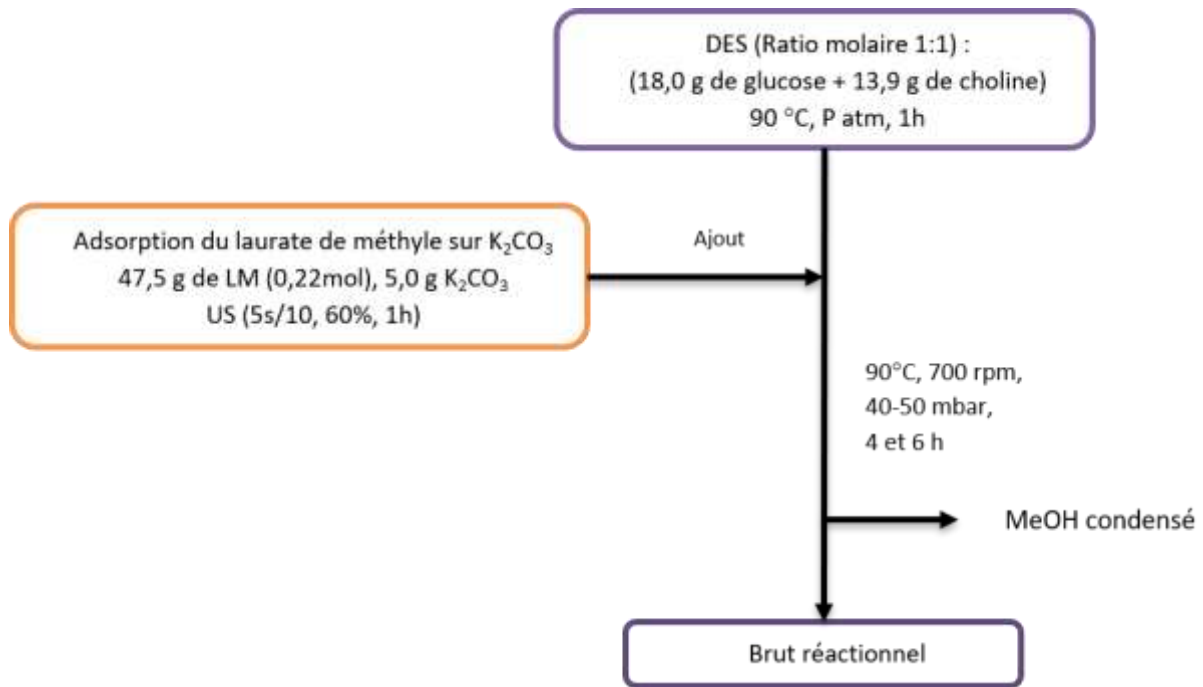 DES (Ratio molaire 1:1) :
(18,0 g de glucose + 13,9 g de choline)
90 °C, P atm, 1h
Adsorption du laurate de méthyle sur K₂CO₃
47,5 g de LM (0,22mol), 5,0 g K₂CO₃
US (5s/10, 60%, 1h)
Ajout
90°C, 700 rpm,
40-50 mbar,
4 et 6 h
MeOH condensé
Brut réactionnel